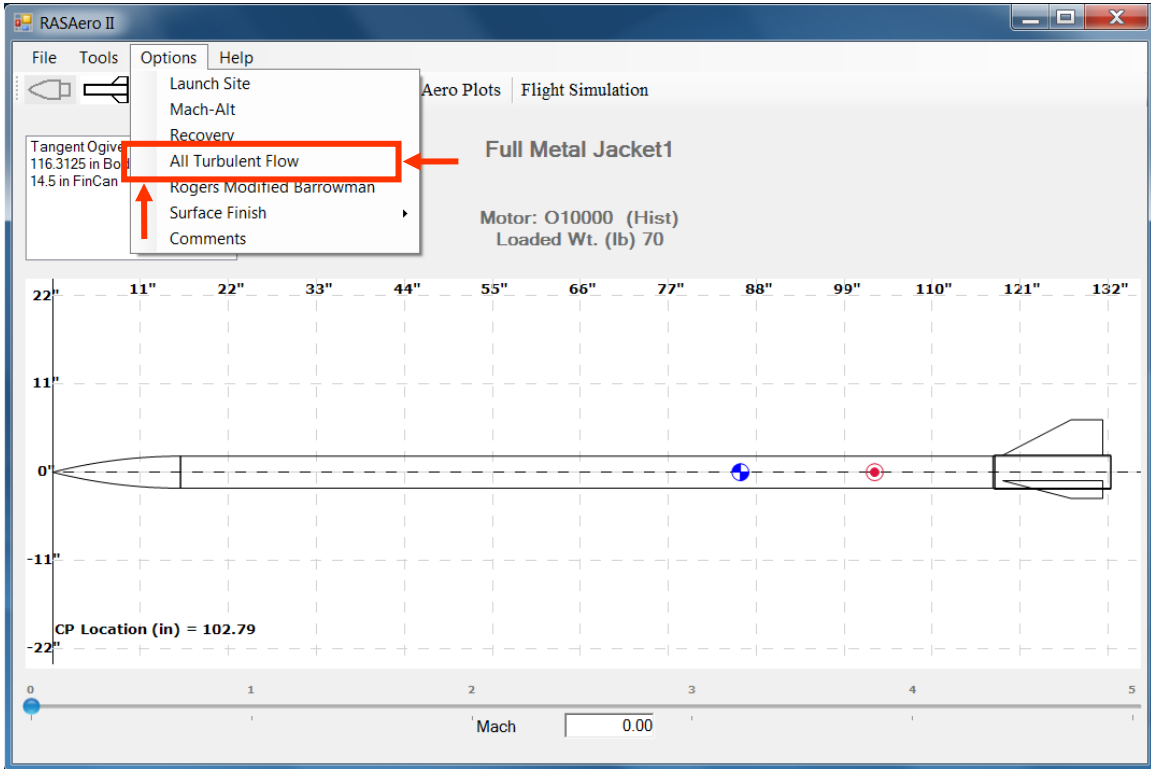 RASAero II
File Tools Options Help
Launch Site
Mach-Alt
Recovery
All Turbulent Flow
Rogers Modified Barrowman
Surface Finish
Comments
Aero Plots Flight Simulation
Tangent Ogive
116.3125 in Bod
14.5 in FinCan
Full Metal Jacket1
Motor: O10000 (Hist)
Loaded Wt. (lb) 70
22" 11" 22" 33" 44" 55" 66" 77" 88" 99" 110" 121" 132"
11"
0"
-11"
CP Location (in) = 102.79
-22"
0 1 2 3 4 5
Mach 0.00